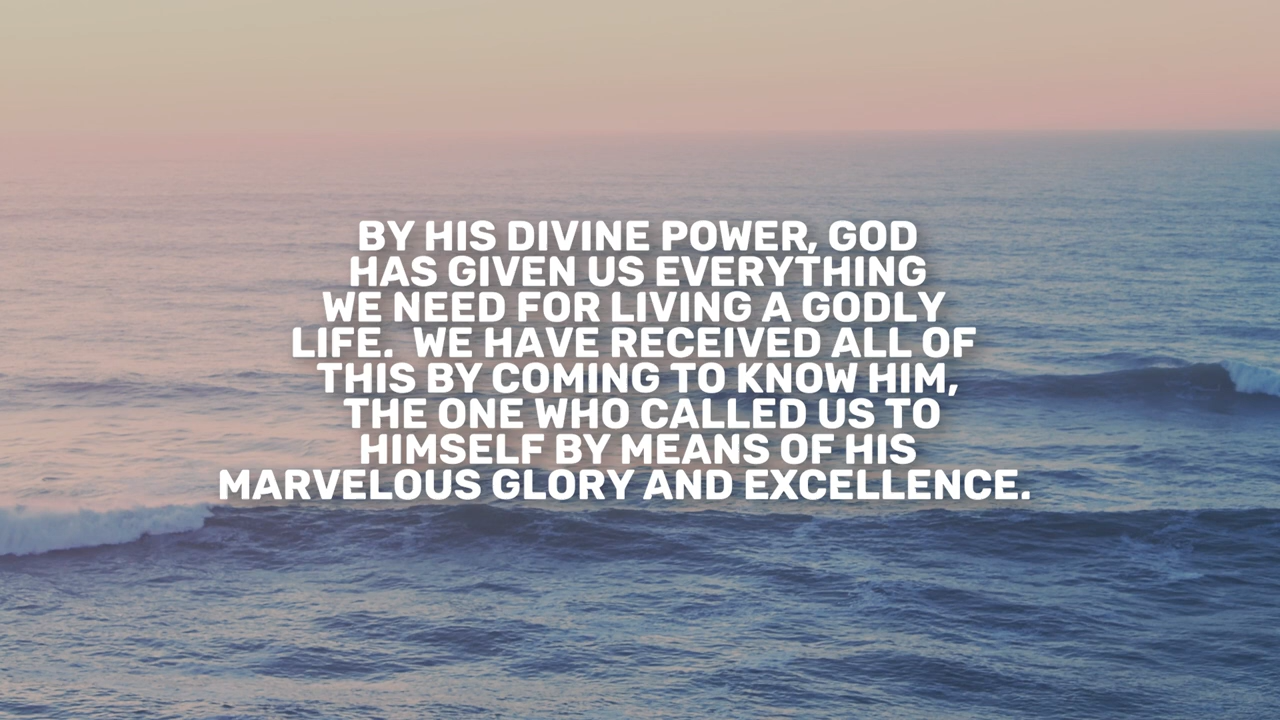 BY HIS DIVINE POWER, GOD
HAS GIVEN US EVERYTHING
WE NEED FOR LIVING A GODLY
LIFE.  WE HAVE RECEIVED ALL OF
THIS BY COMING TO KNOW HIM,
THE ONE WHO CALLED US TO
HIMSELF BY MEANS OF HIS
MARVELOUS GLORY AND EXCELLENCE.